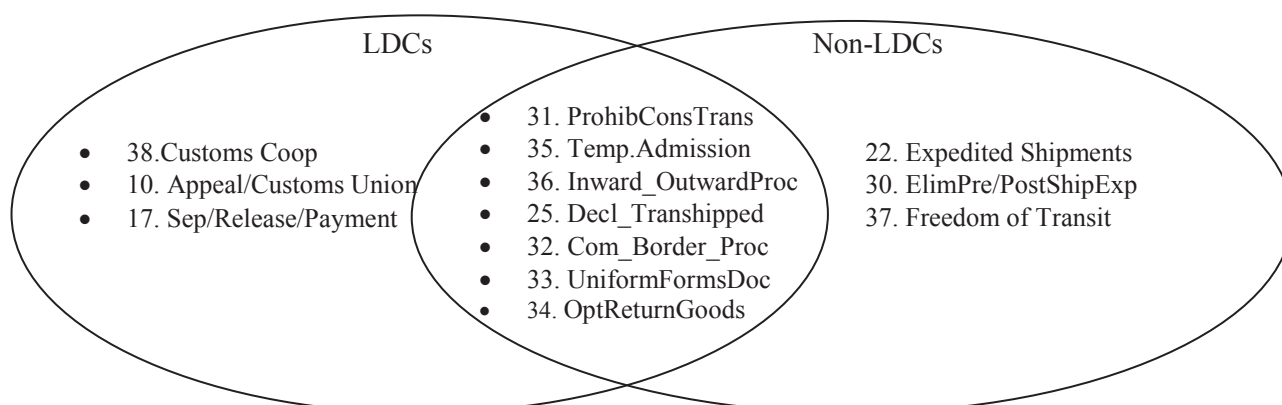 LDCs
Non-LDCs
• 38.Customs Coop
• 10. Appeal/Customs Union
• 17. Sep/Release/Payment
• 31. ProhibConsTrans
• 35. Temp.Admission
• 36. Inward_OutwardProc
• 25. Decl_Transhipped
• 32. Com_Border_Proc
• 33. UniformFormsDoc
• 34. OptReturnGoods
22. Expedited Shipments
30. ElimPre/PostShipExp
37. Freedom of Transit